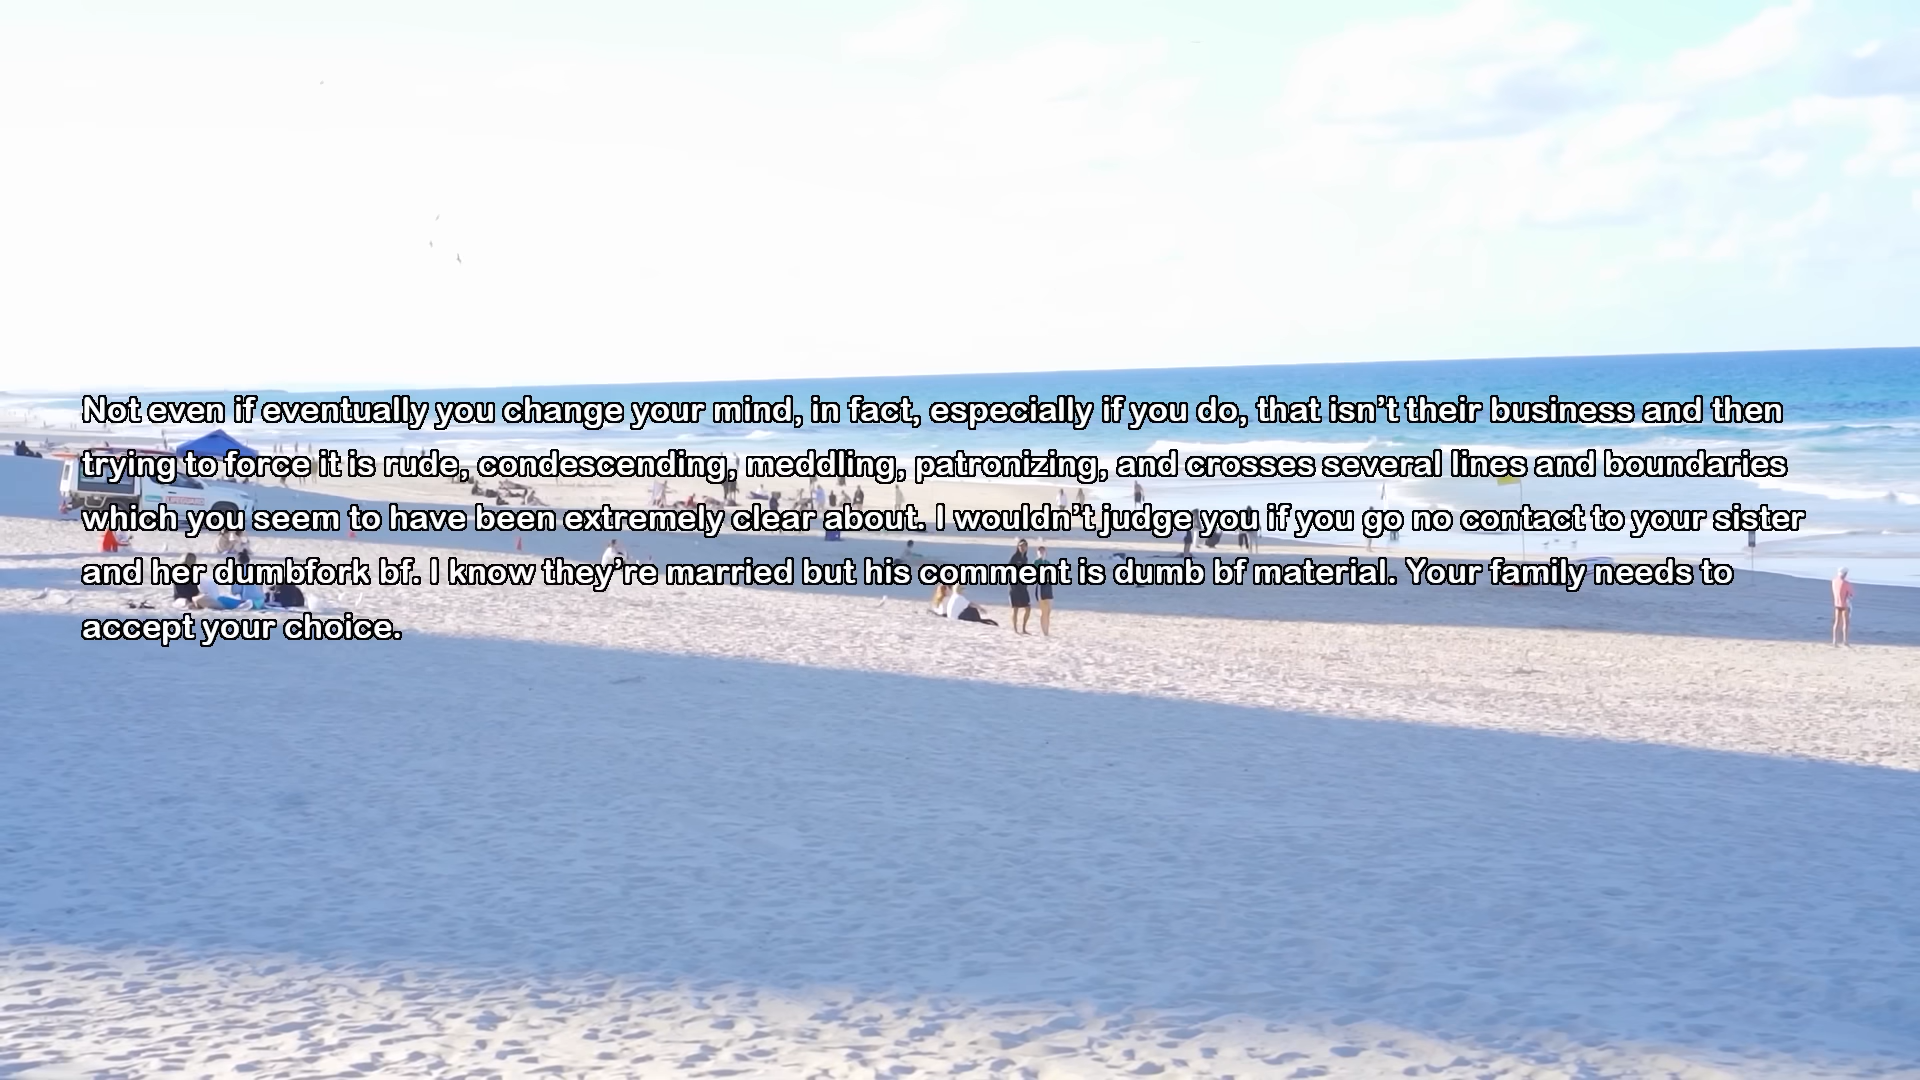 Not even if eventually you change your mind, in fact, especially if you do, that isn’t their business and then
trying to force it is rude, condescending, meddling, patronizing, and crosses several lines and boundaries
which you seem to have been extremely clear about. I wouldn’t judge you if you go no contact to your sister
and her dumbfork bf. I know they’re married but his comment is dumb bf material. Your family needs to
accept your choice.